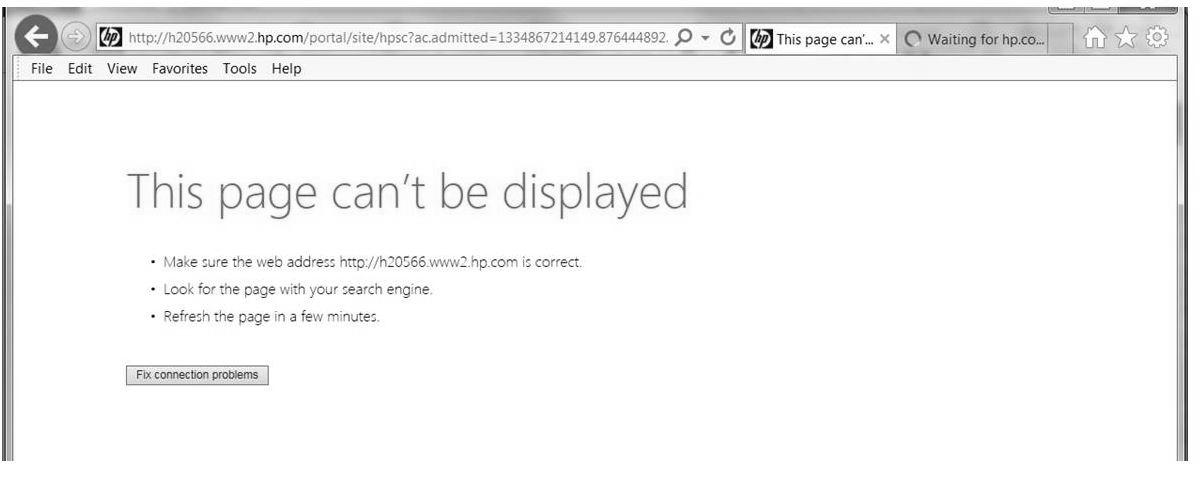 hp http://h20566.www2.hp.com/portal/site/hpsc?ac.admitted=1334867214149.876444892. hp This page can'... × Waiting for hp.co...
File Edit View Favorites Tools Help
This page can't be displayed
• Make sure the web address http://h20566.www2.hp.com is correct.
• Look for the page with your search engine.
• Refresh the page in a few minutes.
Fix connection problems